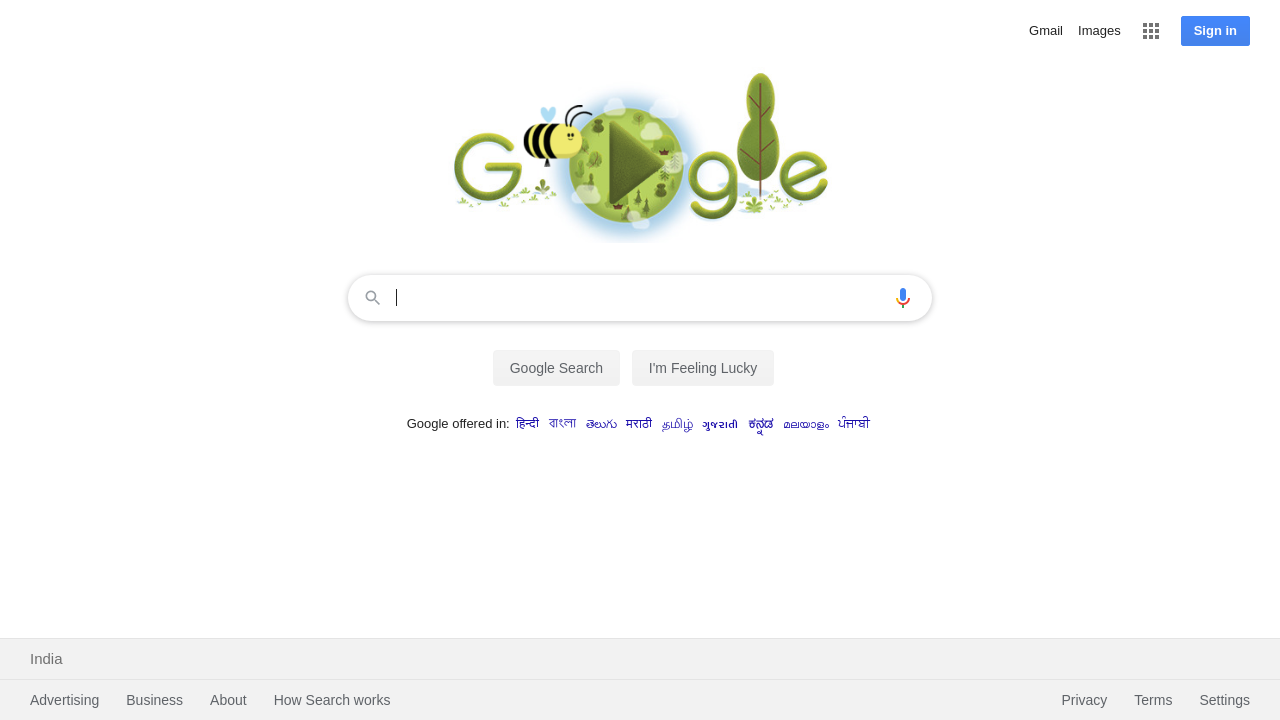 Gmail Images Sign in
Google
Google Search I'm Feeling Lucky
Google offered in: हिन्दी বাংলা తెలుగు मराठी தமிழ் ગુજરાતી ಕನ್ನಡ മലയാളം ਪੰਜਾਬੀ
India
Advertising Business About How Search works Privacy Terms Settings